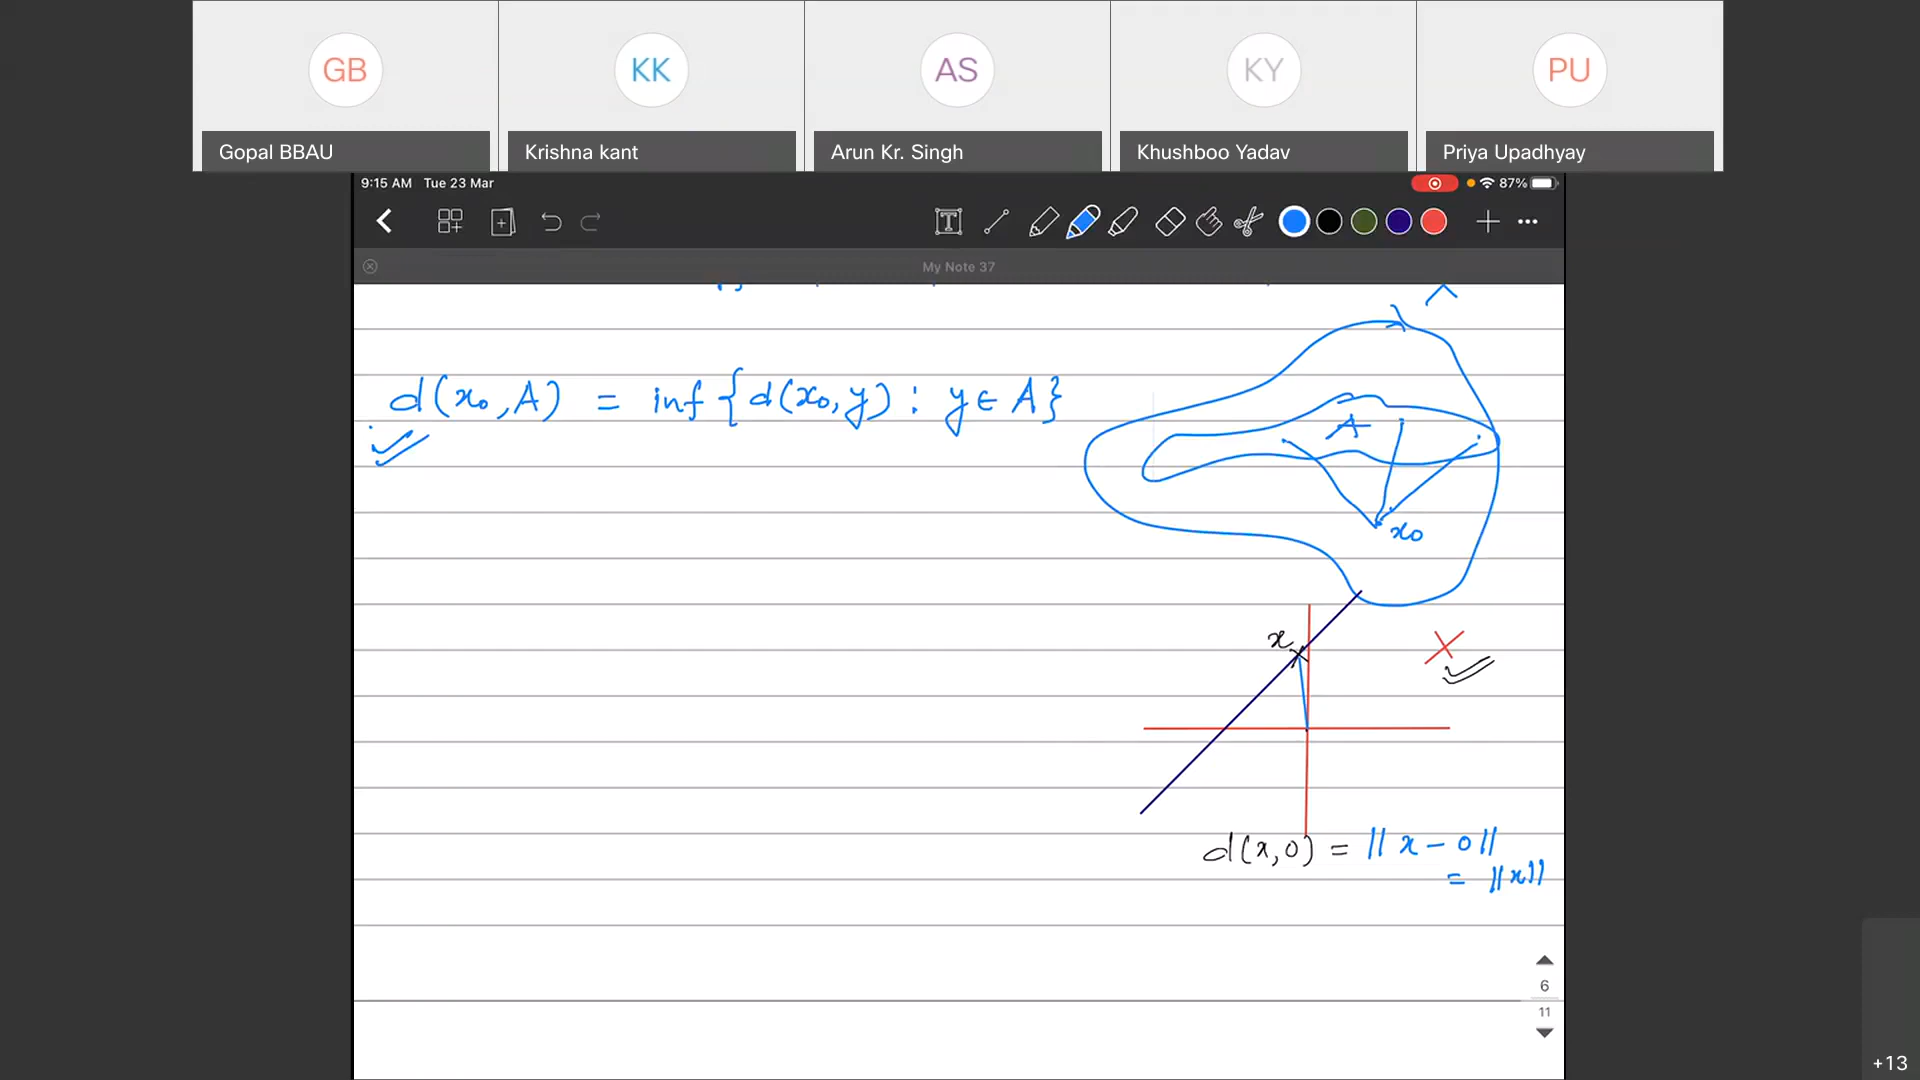 GB KK AS KY PU
Gopal BBAU Krishna kant Arun Kr. Singh Khushboo Yadav Priya Upadhyay
9:15 AM Tue 23 Mar 87%
T
My Note 37
d(x₀, A) = inf{d(x₀, y) : y ∈ A}
A
x₀
x
d(x, 0) = ||x - 0||
= ||x||
6
11
+13